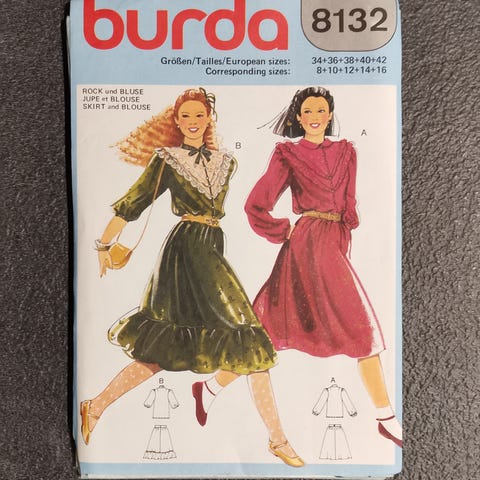 burda
8132
Größen/Tailles/European sizes: 34+36+38+40+42
Corresponding sizes: 8+10+12+14+16
ROCK und BLUSE
JUPE et BLOUSE
SKIRT and BLOUSE
B
A
B
A